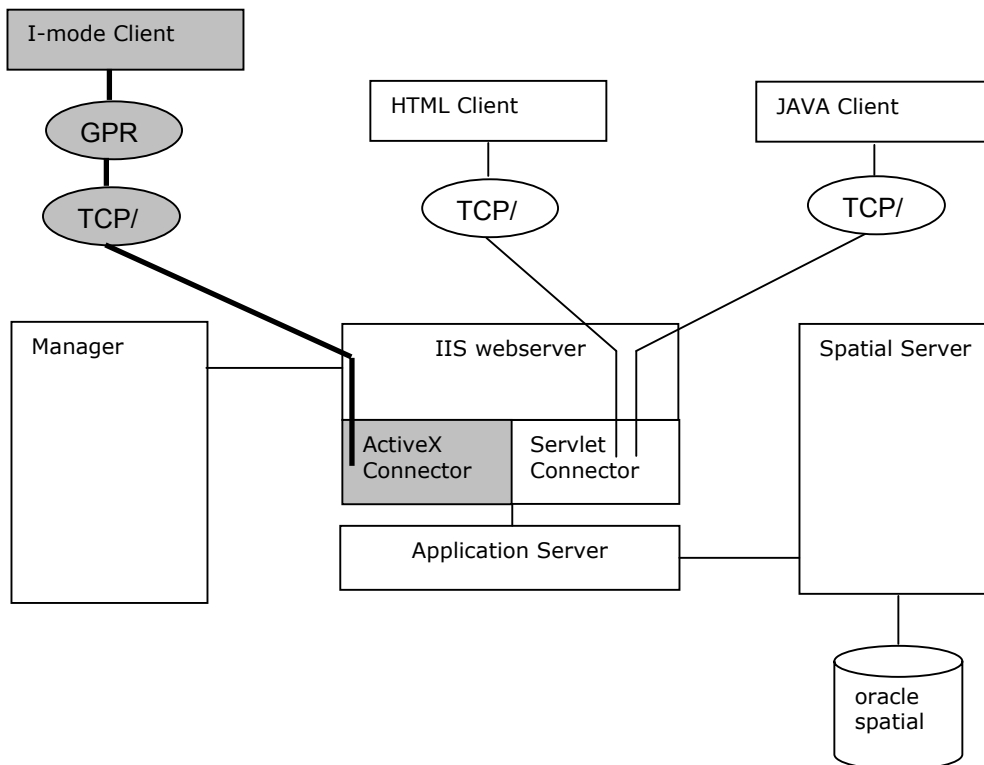 I-mode Client
GPR
TCP/
HTML Client
TCP/
JAVA Client
TCP/
Manager
IIS webserver
ActiveX
Connector
Servlet
Connector
Application Server
Spatial Server
oracle
spatial